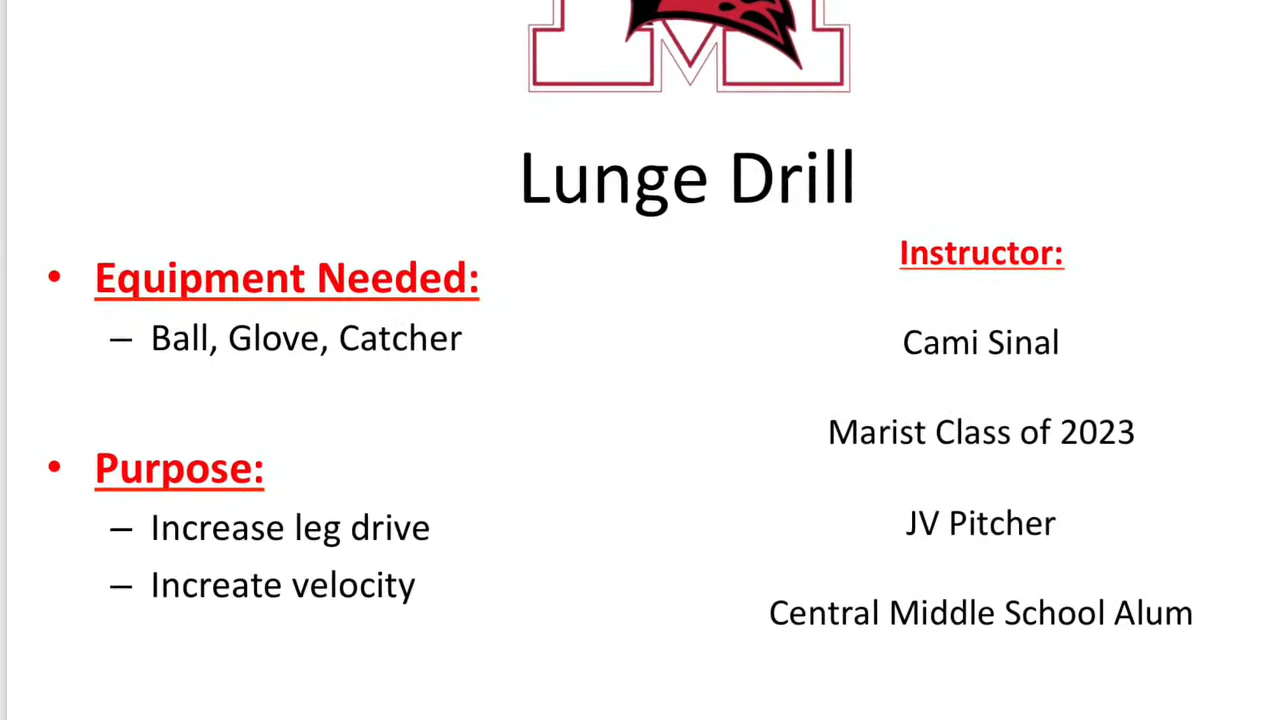 M
Lunge Drill
• Equipment Needed:
– Ball, Glove, Catcher
• Purpose:
– Increase leg drive
– Increate velocity
Instructor:
Cami Sinal
Marist Class of 2023
JV Pitcher
Central Middle School Alum